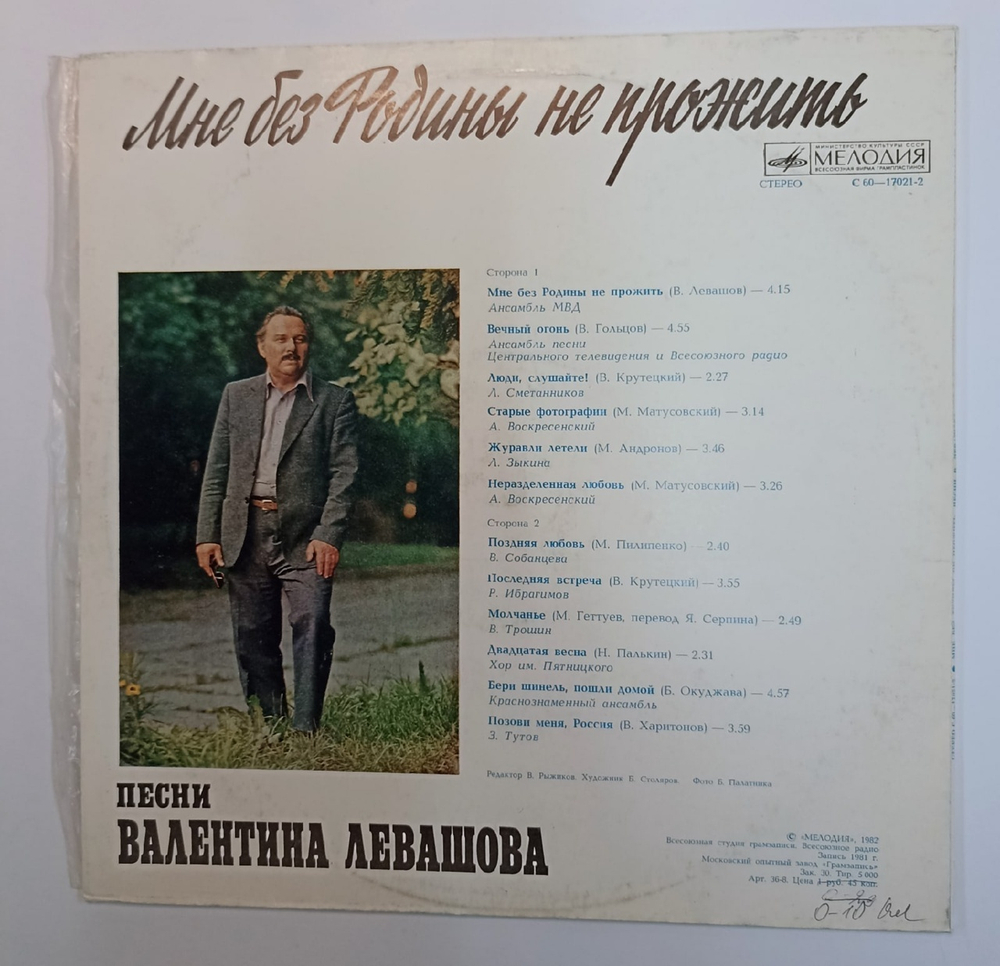 Мне без Родины не прожить
МИНИСТЕРСТВО КУЛЬТУРЫ СССР
МЕЛОДИЯ
ВСЕСОЮЗНАЯ ФИРМА ГРАМПЛАСТИНОК
СТЕРЕО С 60—17021-2
Сторона 1
Мне без Родины не прожить (В. Левашов) — 4.15
Ансамбль МВД
Вечный огонь (В. Гольцов) — 4.55
Ансамбль песни
Центрального телевидения и Всесоюзного радио
Люди, слушайте! (В. Крутецкий) — 2.27
Л. Сметанников
Старые фотографии (М. Матусовский) — 3.14
А. Воскресенский
Журавли летели (М. Андронов) — 3.46
Л. Зыкина
Неразделенная любовь (М. Матусовский) — 3.26
А. Воскресенский
Сторона 2
Поздняя любовь (М. Пилипенко) — 2.40
В. Собанцева
Последняя встреча (В. Крутецкий) — 3.55
Р. Ибрагимов
Молчанье (М. Геттуев, перевод Я. Серпина) — 2.49
В. Трошин
Двадцатая весна (Н. Палькин) — 2.31
Хор им. Пятницкого
Бери шинель, пошли домой (Б. Окуджава) — 4.57
Краснознаменный ансамбль
Позови меня, Россия (В. Харитонов) — 3.59
З. Тутов
Редактор В. Рыжиков. Художник Б. Столяров. Фото Б. Палатника
ПЕСНИ
ВАЛЕНТИНА ЛЕВАШОВА
© «МЕЛОДИЯ», 1982
Всесоюзная студия грамзаписи. Всесоюзное радио
Запись 1981 г.
Московский опытный завод «Грамзапись»
Зак. 30. Тир. 5 000
Арт. 36-8. Цена 1 руб. 45 коп.
0-10